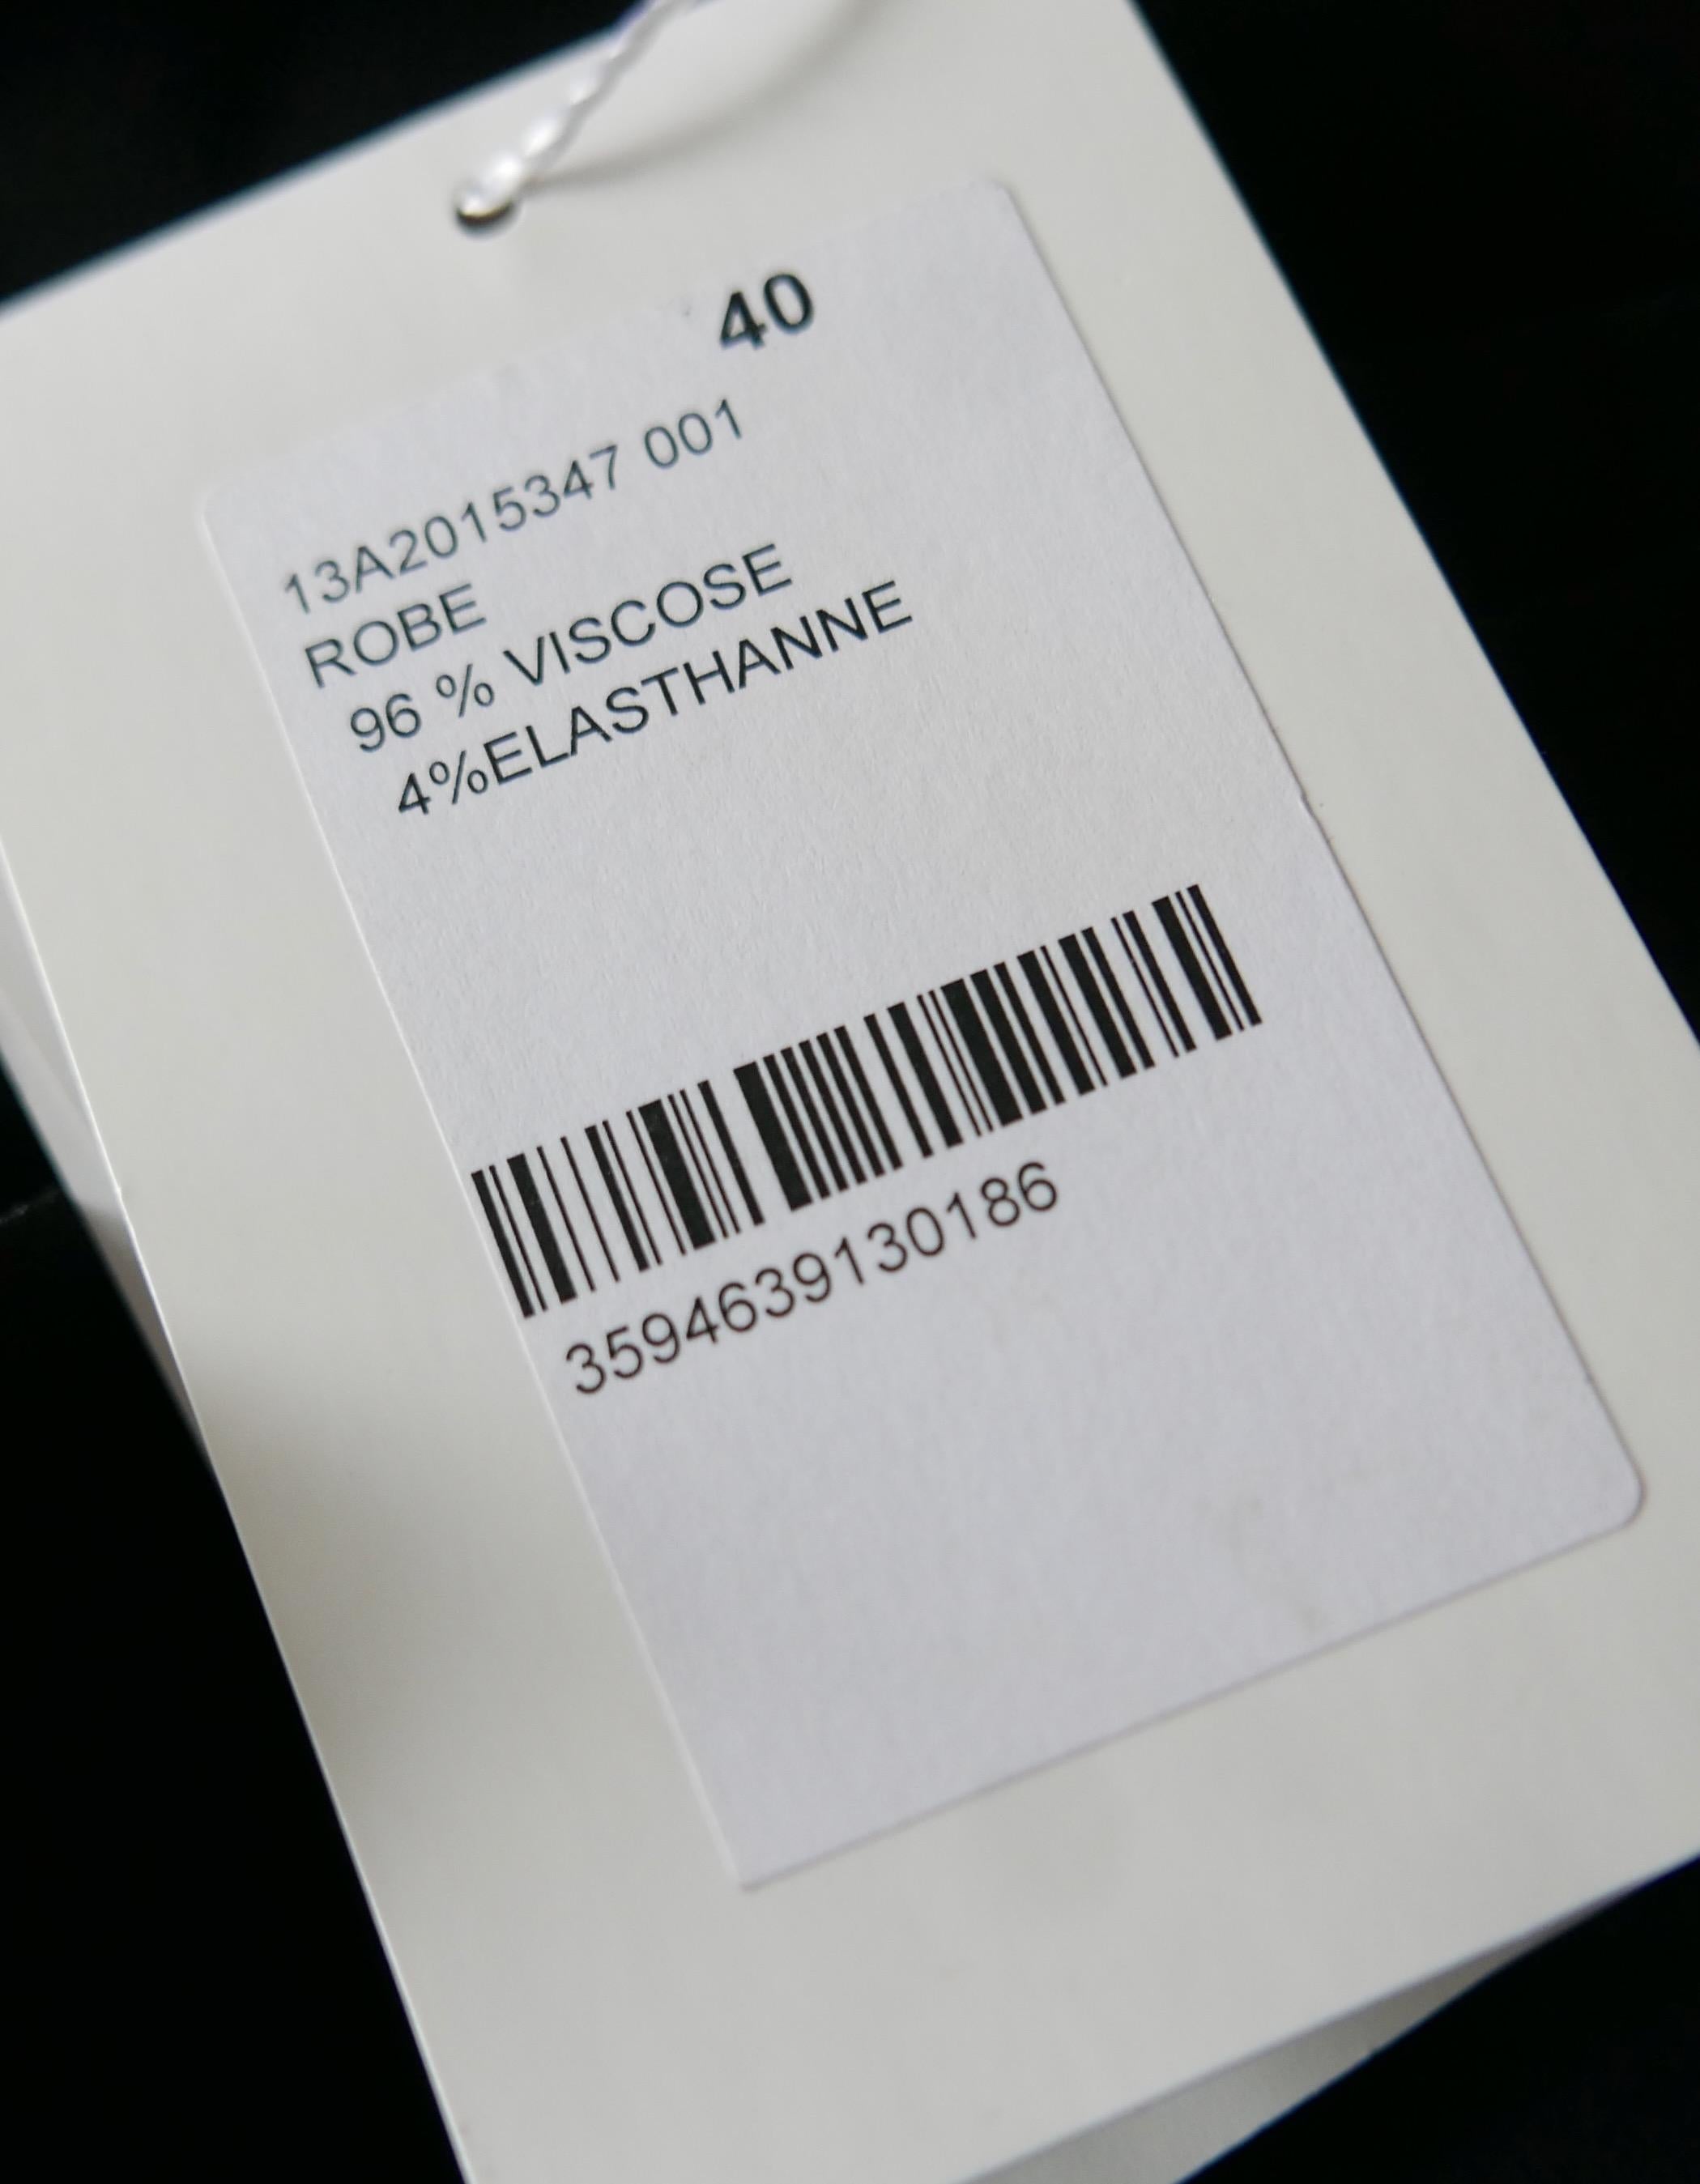 40
13A2015347 001
ROBE
96 % VISCOSE
4%ELASTHANNE
3594639130186